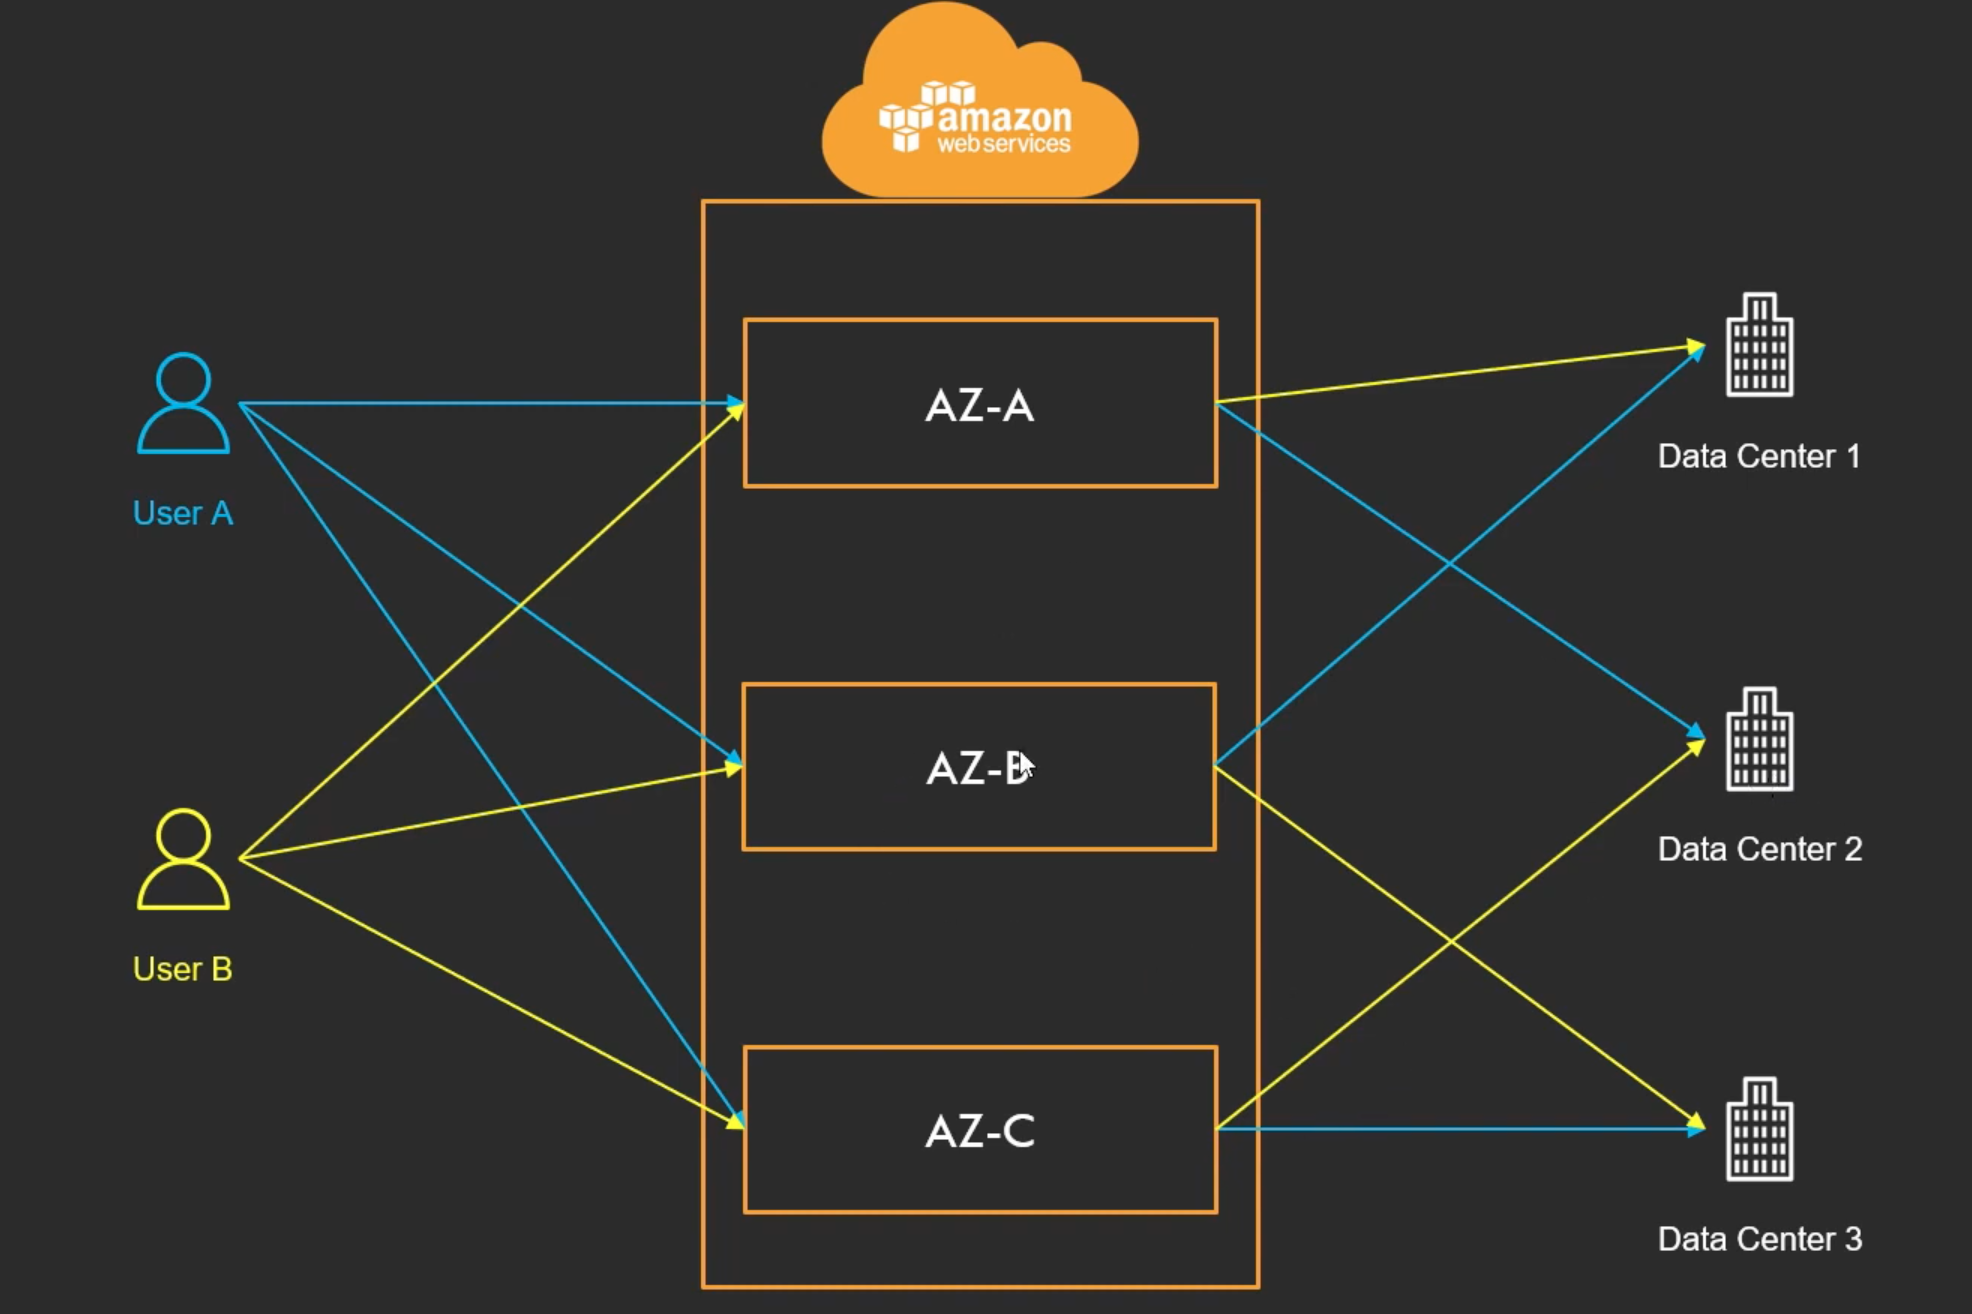 amazon
web services
AZ-A
User A
Data Center 1
AZ-B
Data Center 2
User B
AZ-C
Data Center 3